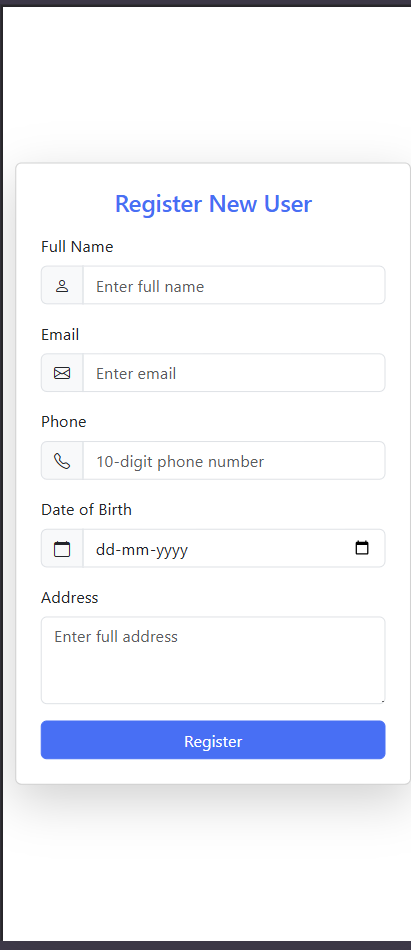 Register New User
Full Name
Enter full name
Email
Enter email
Phone
10-digit phone number
Date of Birth
dd-mm-yyyy
Address
Enter full address
Register